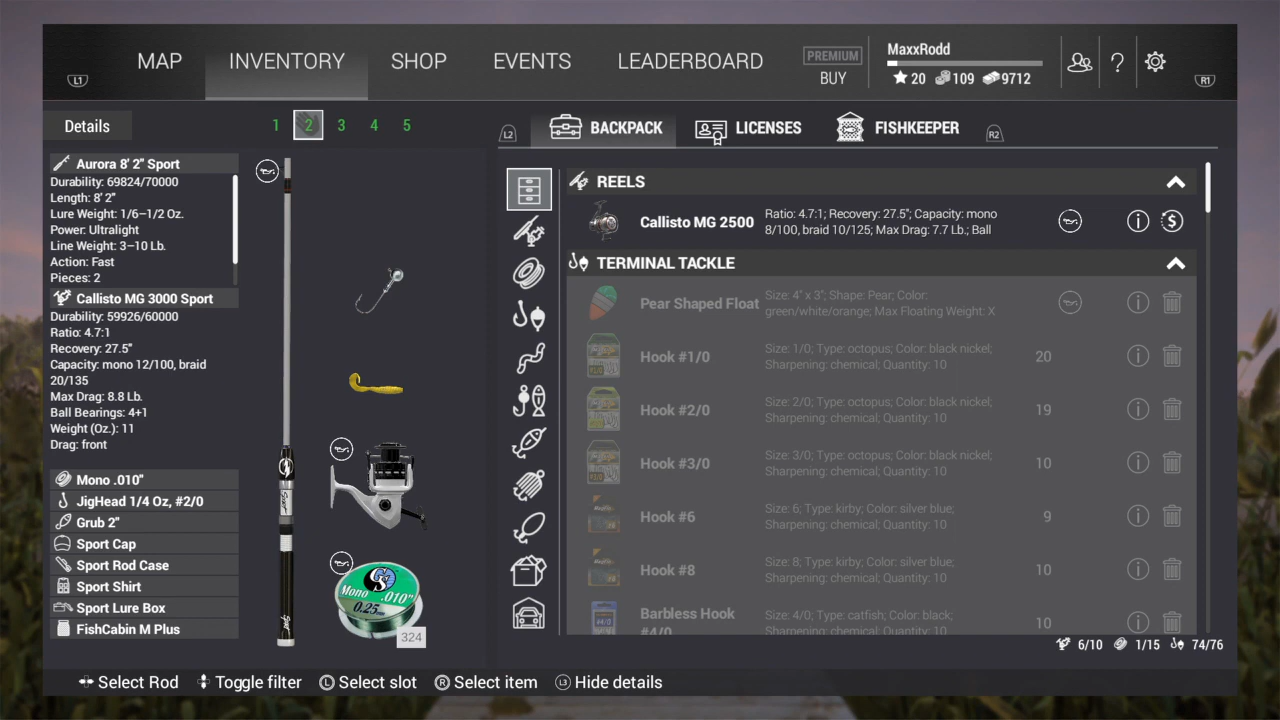 MAP
INVENTORY
SHOP
EVENTS
LEADERBOARD
PREMIUM
BUY
MaxxRodd
20
109
9712
?
L1
R1
Details
1
2
3
4
5
L2
BACKPACK
LICENSES
FISHKEEPER
R2
Aurora 8' 2" Sport
Durability: 69824/70000
Length: 8' 2"
Lure Weight: 1/6–1/2 Oz.
Power: Ultralight
Line Weight: 3–10 Lb.
Action: Fast
Pieces: 2
Callisto MG 3000 Sport
Durability: 59926/60000
Ratio: 4.7:1
Recovery: 27.5"
Capacity: mono 12/100, braid
20/135
Max Drag: 8.8 Lb.
Ball Bearings: 4+1
Weight (Oz.): 11
Drag: front
Mono .010"
JigHead 1/4 Oz, #2/0
Grub 2"
Sport Cap
Sport Rod Case
Sport Shirt
Sport Lure Box
FishCabin M Plus
Sport
Sport
Mono .010"
0.25
324
REELS
Callisto MG 2500
Ratio: 4.7:1; Recovery: 27.5"; Capacity: mono
8/100, braid 10/125; Max Drag: 7.7 Lb.; Ball
TERMINAL TACKLE
Pear Shaped Float
Size: 4" x 3"; Shape: Pear; Color:
green/white/orange; Max Floating Weight: X
Hook #1/0
Size: 1/0; Type: octopus; Color: black nickel;
Sharpening: chemical; Quantity: 10
20
Hook #2/0
Size: 2/0; Type: octopus; Color: black nickel;
Sharpening: chemical; Quantity: 10
19
Hook #3/0
Size: 3/0; Type: octopus; Color: black nickel;
Sharpening: chemical; Quantity: 10
10
Hook #6
Size: 6; Type: kirby; Color: silver blue;
Sharpening: chemical; Quantity: 10
9
Hook #8
Size: 8; Type: kirby; Color: silver blue;
Sharpening: chemical; Quantity: 10
10
Barbless Hook
#4/0
Size: 4/0; Type: catfish; Color: black;
Sharpening: chemical; Quantity: 10
10
6/10
1/15
74/76
Select Rod
Toggle filter
L Select slot
R Select item
L3 Hide details